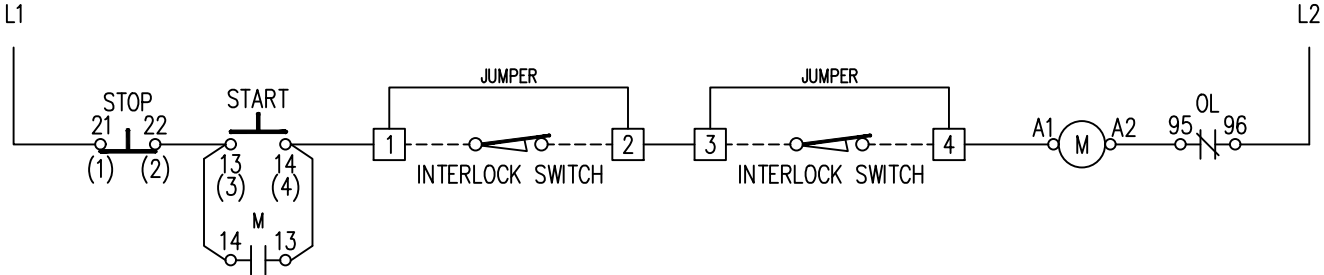 L1 L2
JUMPER JUMPER
STOP START OL
21 22 A1 A2 95 96
1 2 3 4 M
(1) (2) 13 14 INTERLOCK SWITCH INTERLOCK SWITCH
(3) (4)
M
14 13